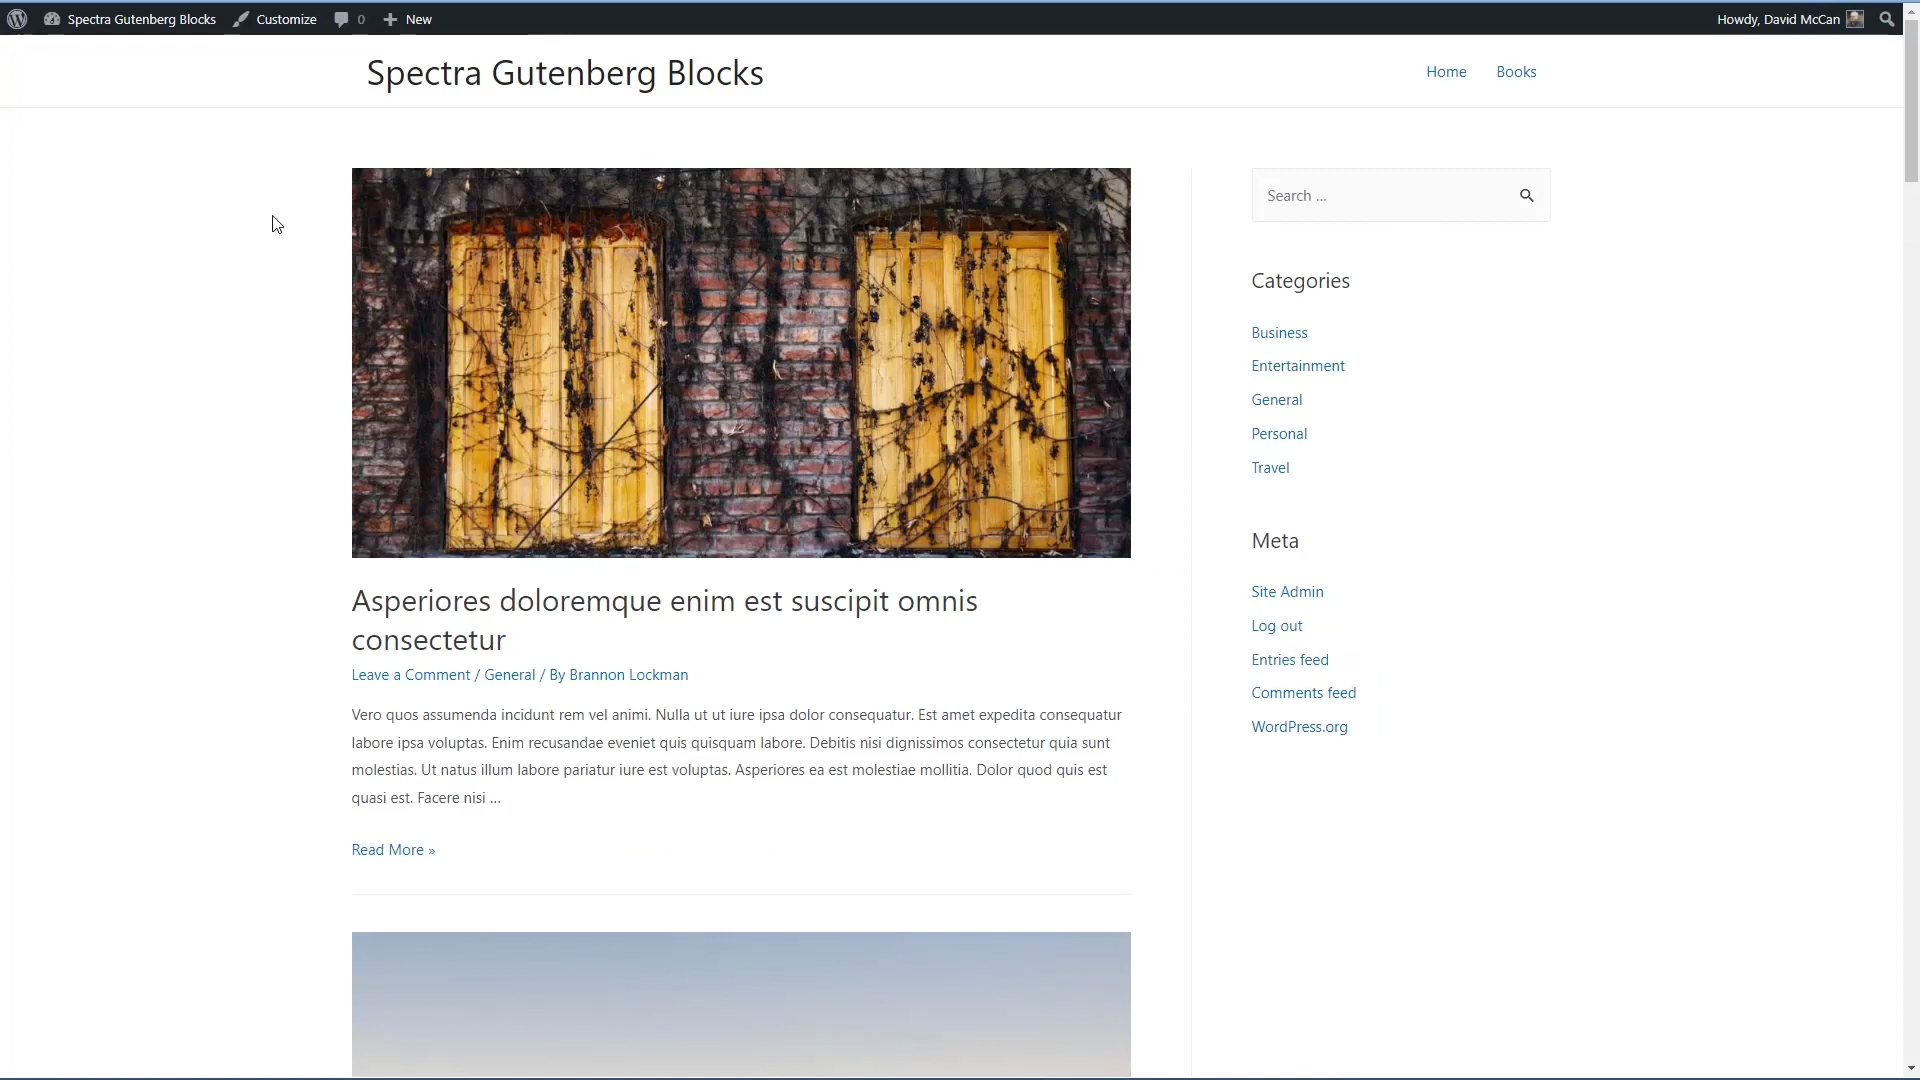 Spectra Gutenberg Blocks Customize 0 New Howdy, David McCan
Spectra Gutenberg Blocks Home Books
Search ...
Categories
Business
Entertainment
General
Personal
Travel
Meta
Site Admin
Log out
Entries feed
Comments feed
WordPress.org
Asperiores doloremque enim est suscipit omnis
consectetur
Leave a Comment / General / By Brannon Lockman
Vero quos assumenda incidunt rem vel animi. Nulla ut ut iure ipsa dolor consequatur. Est amet expedita consequatur
labore ipsa voluptas. Enim recusandae eveniet quis quisquam labore. Debitis nisi dignissimos consectetur quia sunt
molestias. Ut natus illum labore pariatur iure est voluptas. Asperiores ea est molestiae mollitia. Dolor quod quis est
quasi est. Facere nisi …
Read More »